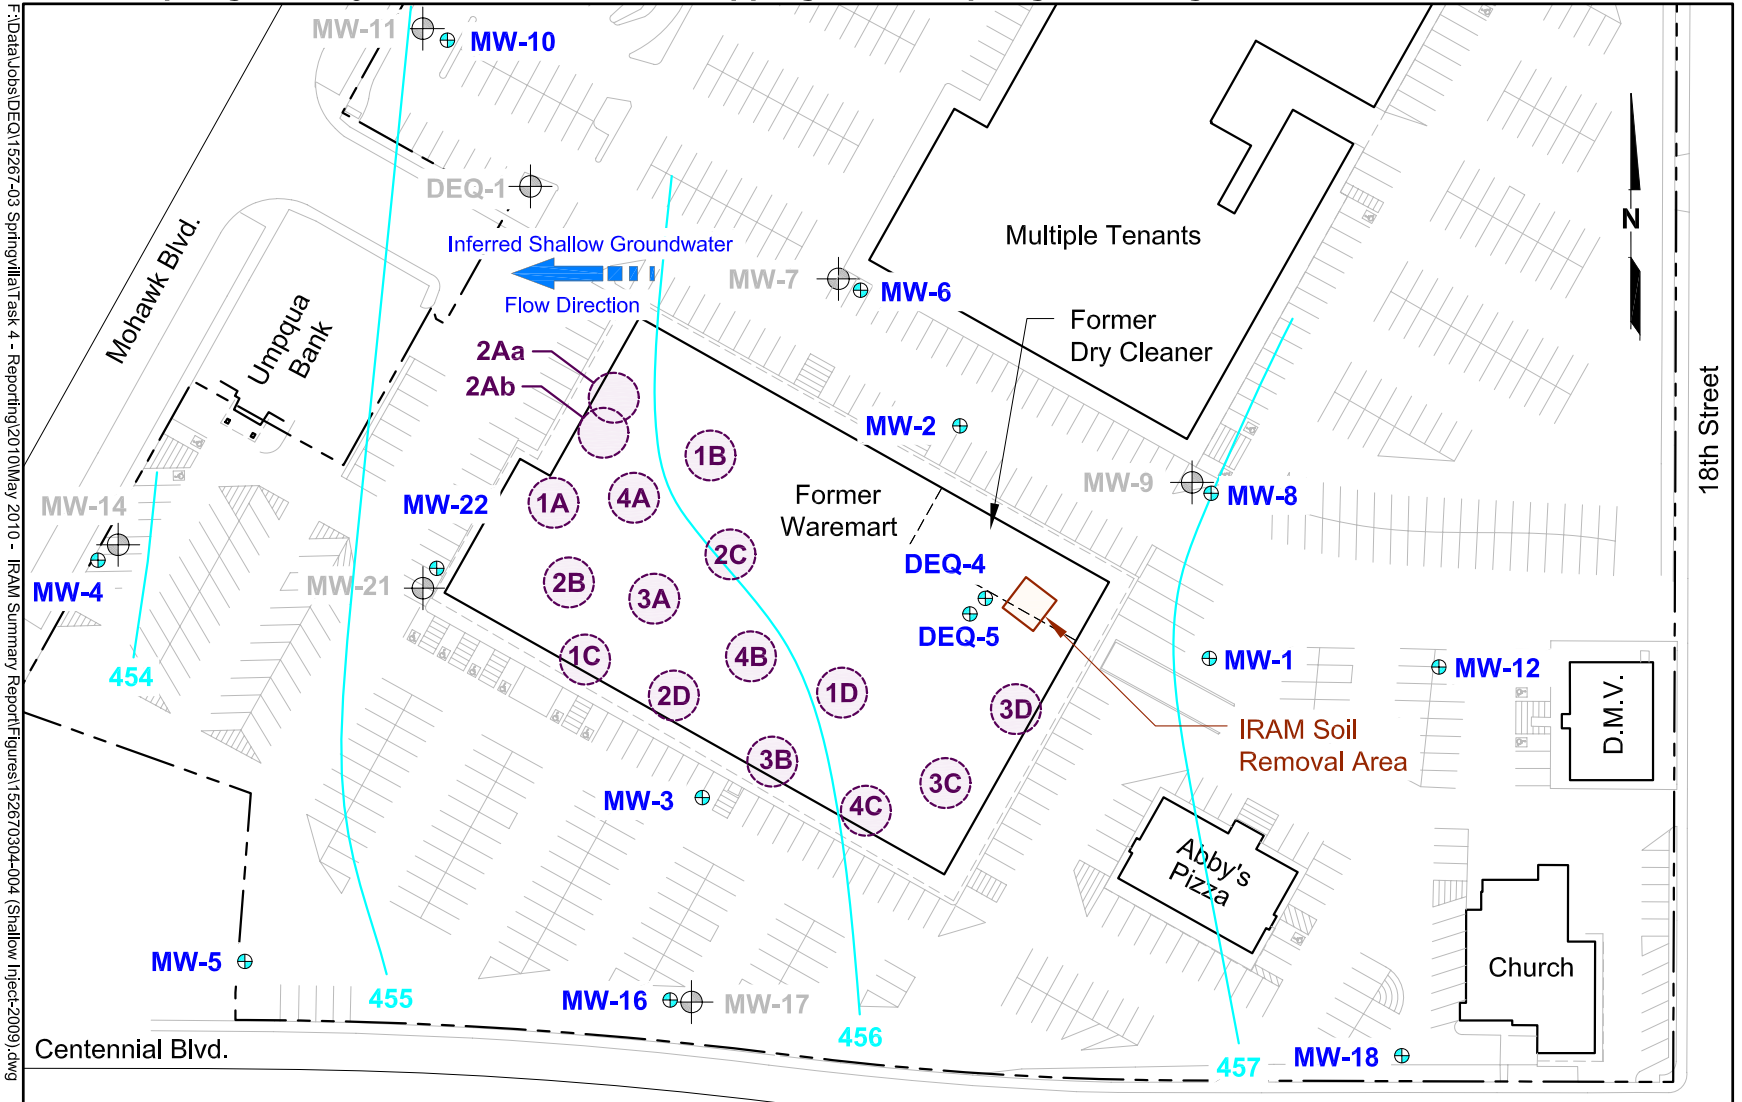 MW-11
MW-10
DEQ-1
Mohawk Blvd.
Inferred Shallow Groundwater
Flow Direction
MW-7
MW-6
Multiple Tenants
N
Umpqua
Bank
Former
Dry Cleaner
2Aa
2Ab
18th Street
MW-2
1B
MW-9
MW-8
MW-14
MW-22
1A
4A
Former
Waremart
2C
DEQ-4
MW-4
MW-21
2B
3A
DEQ-5
454
1C
4B
MW-1
MW-12
2D
1D
3D
D.M.V.
IRAM Soil
Removal Area
3B
3C
MW-3
4C
Abby's
Pizza
MW-5
455
MW-16
MW-17
Church
456
Centennial Blvd.
457
MW-18
F:\Data\Jobs\DEQ\15267-03 Springvilla\Task 4 - Reporting\2010\May 2010 - IRAM Summary Report\Figures\152670304-004 (Shallow Inject-2009).dwg